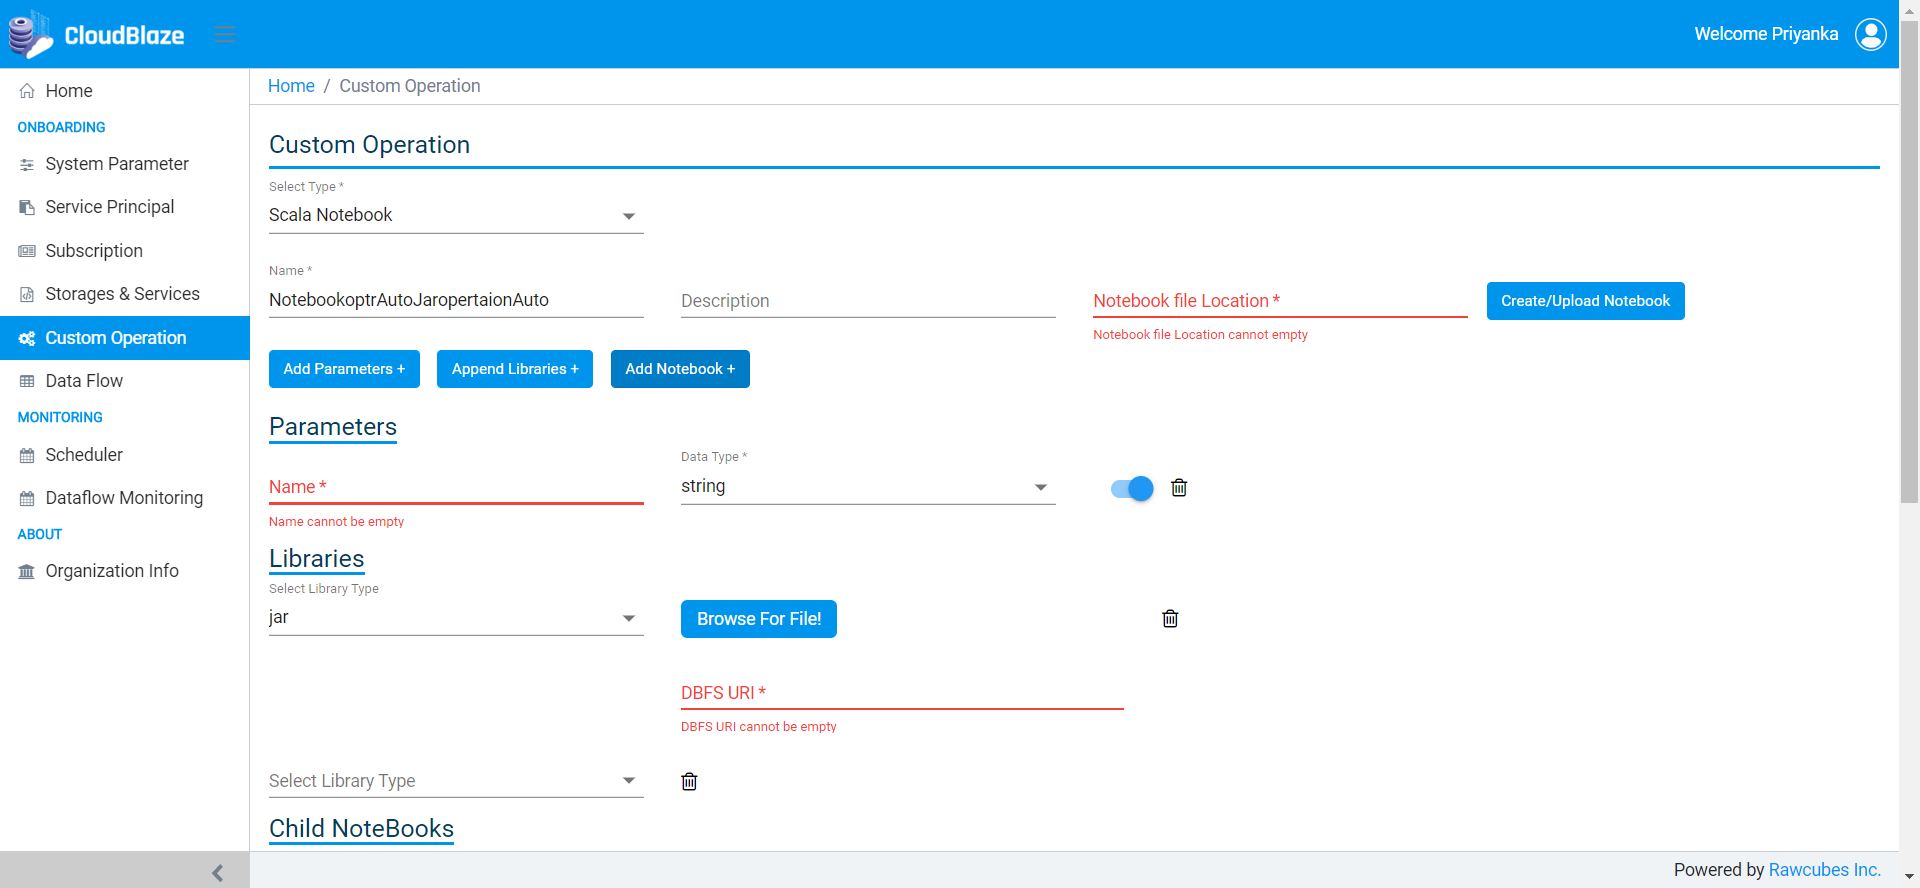 CloudBlaze
Welcome Priyanka
Home
ONBOARDING
System Parameter
Service Principal
Subscription
Storages & Services
Custom Operation
Data Flow
MONITORING
Scheduler
Dataflow Monitoring
ABOUT
Organization Info
Home / Custom Operation
Custom Operation
Select Type *
Scala Notebook
Name *
NotebookoptrAutoJaropertaionAuto
Description
Notebook file Location *
Create/Upload Notebook
Notebook file Location cannot empty
Add Parameters +
Append Libraries +
Add Notebook +
Parameters
Data Type *
Name *
string
Name cannot be empty
Libraries
Select Library Type
jar
Browse For File!
DBFS URI *
DBFS URI cannot be empty
Select Library Type
Child NoteBooks
Powered by Rawcubes Inc.